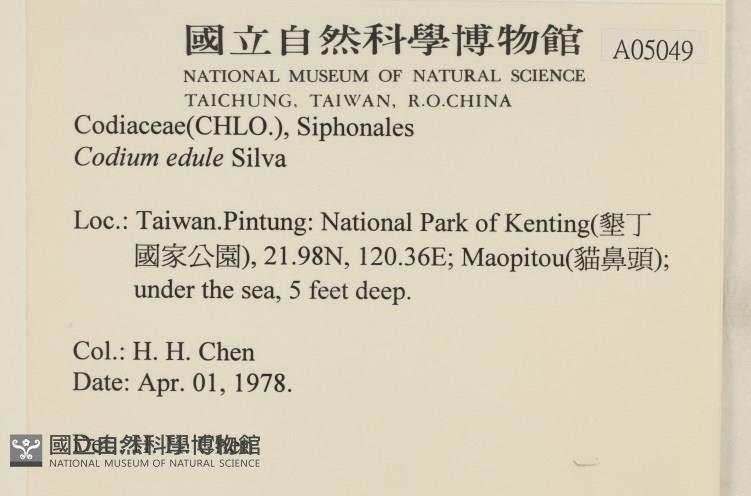 國立自然科學博物館
A05049
NATIONAL MUSEUM OF NATURAL SCIENCE
TAICHUNG, TAIWAN, R.O.CHINA
Codiaceae(CHLO.), Siphonales
Codium edule Silva
Loc.: Taiwan.Pintung: National Park of Kenting(墾丁
國家公園), 21.98N, 120.36E; Maopitou(貓鼻頭);
under the sea, 5 feet deep.
Col.: H. H. Chen
Date: Apr. 01, 1978.
Det.: H. H. Chen
國立自然科學博物館
NATIONAL MUSEUM OF NATURAL SCIENCE